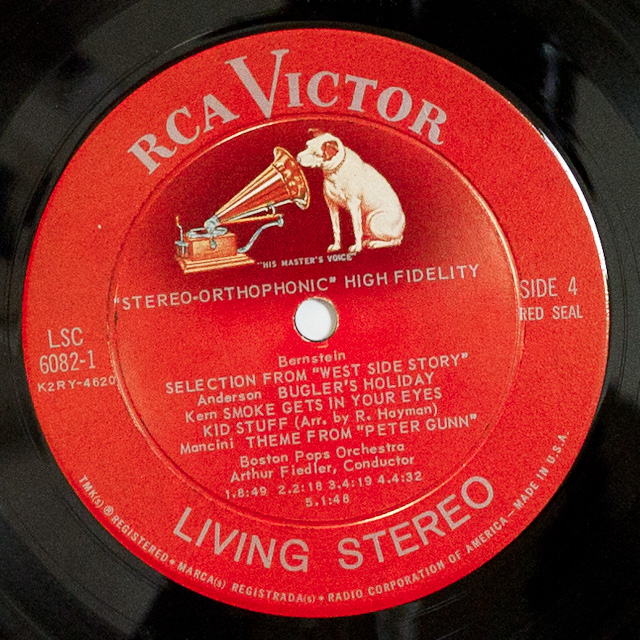 RCA VICTOR
"HIS MASTER'S VOICE"
"STEREO-ORTHOPHONIC" HIGH FIDELITY
SIDE 4
RED SEAL
LSC
6082-1
K2RY-4620
Bernstein
SELECTION FROM "WEST SIDE STORY"
Anderson BUGLER'S HOLIDAY
Kern SMOKE GETS IN YOUR EYES
KID STUFF (Arr. by R. Hayman)
Mancini THEME FROM "PETER GUNN"
Boston Pops Orchestra
Arthur Fiedler, Conductor
1.8:49 2.2:18 3.4:19 4.4:32
5.1:48
LIVING STEREO
TMK(s) ® REGISTERED • MARCA(s) REGISTRADA(s) • RADIO CORPORATION OF AMERICA—MADE IN U.S.A.